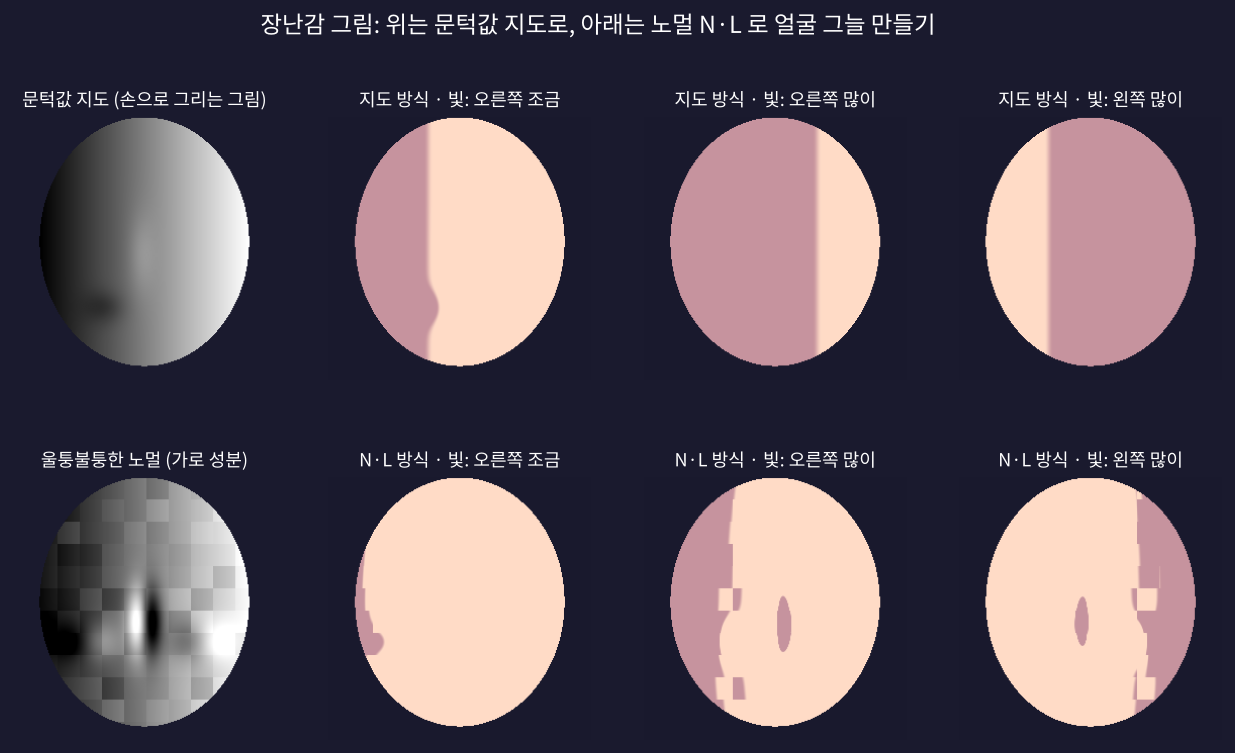 장난감 그림: 위는 문턱값 지도로, 아래는 노멀 N·L 로 얼굴 그늘 만들기
문턱값 지도 (손으로 그리는 그림)
지도 방식 · 빛: 오른쪽 조금
지도 방식 · 빛: 오른쪽 많이
지도 방식 · 빛: 왼쪽 많이
울퉁불퉁한 노멀 (가로 성분)
N·L 방식 · 빛: 오른쪽 조금
N·L 방식 · 빛: 오른쪽 많이
N·L 방식 · 빛: 왼쪽 많이